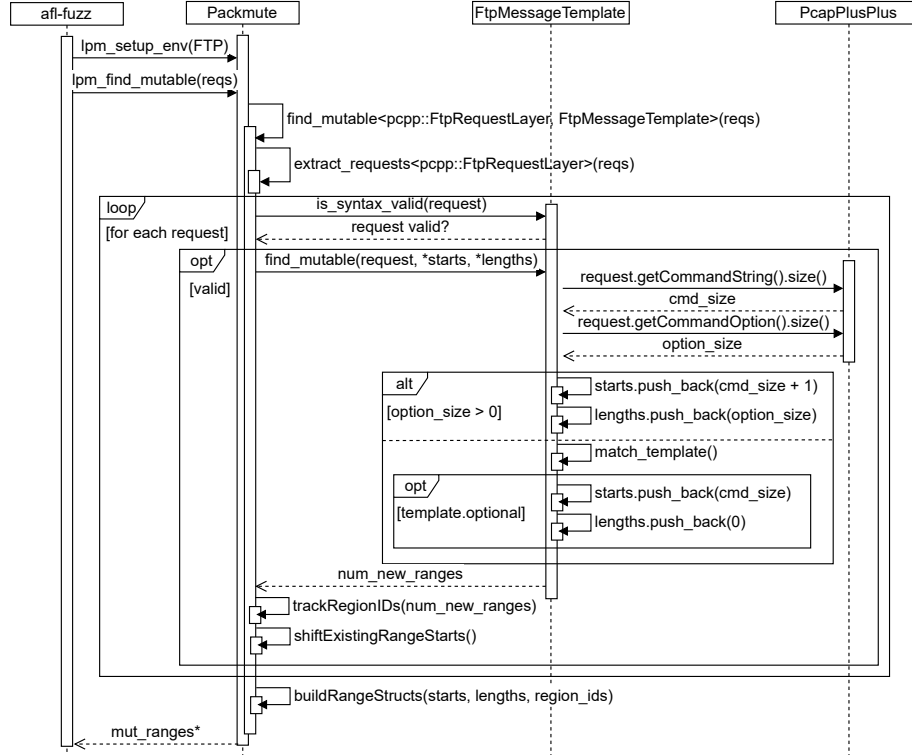 afl-fuzz
Packmute
FtpMessageTemplate
PcapPlusPlus
lpm_setup_env(FTP)
lpm_find_mutable(reqs)
find_mutable<pcpp::FtpRequestLayer, FtpMessageTemplate>(reqs)
extract_requests<pcpp::FtpRequestLayer>(reqs)
loop
is_syntax_valid(request)
[for each request]
request valid?
opt
find_mutable(request, *starts, *lengths)
[valid]
request.getCommandString().size()
cmd_size
request.getCommandOption().size()
option_size
alt
starts.push_back(cmd_size + 1)
[option_size > 0]
lengths.push_back(option_size)
match_template()
opt
starts.push_back(cmd_size)
[template.optional]
lengths.push_back(0)
num_new_ranges
trackRegionIDs(num_new_ranges)
shiftExistingRangeStarts()
buildRangeStructs(starts, lengths, region_ids)
mut_ranges*